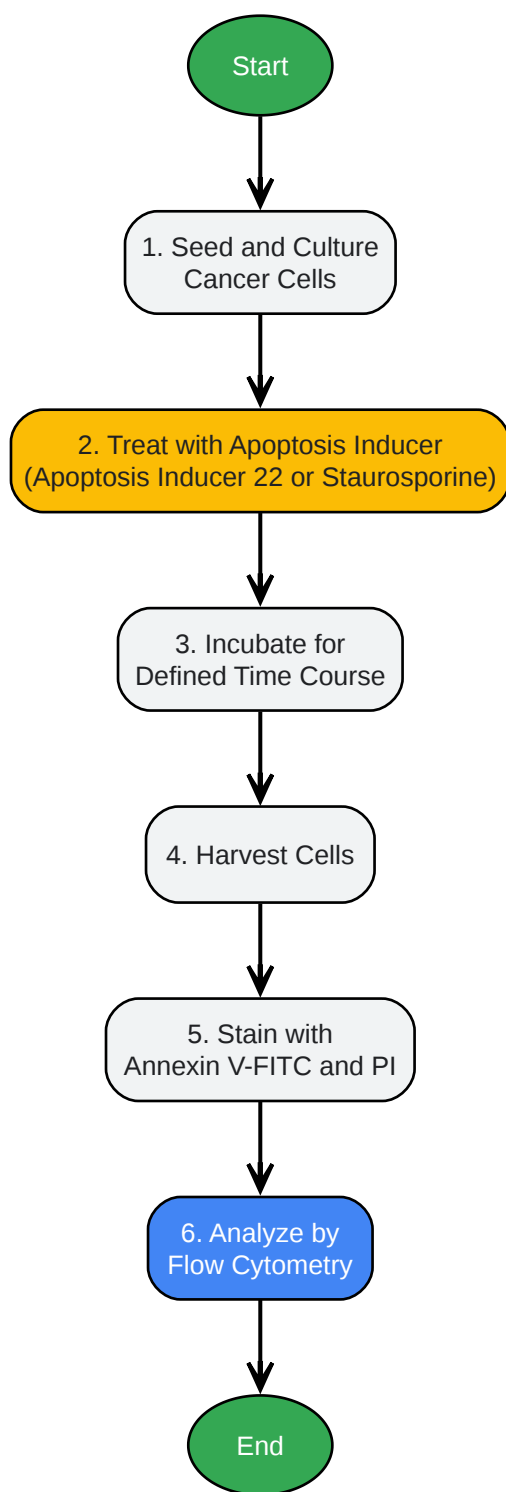 Start
1. Seed and Culture
Cancer Cells
2. Treat with Apoptosis Inducer
(Apoptosis Inducer 22 or Staurosporine)
3. Incubate for
Defined Time Course
4. Harvest Cells
5. Stain with
Annexin V-FITC and PI
6. Analyze by
Flow Cytometry
End